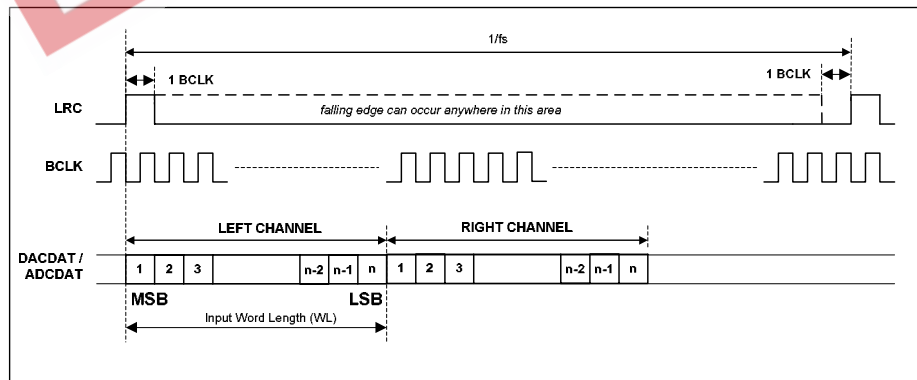 1/fs
1 BCLK
1 BCLK
LRC
falling edge can occur anywhere in this area
BCLK
LEFT CHANNEL
RIGHT CHANNEL
DACDAT /
ADCDAT
1 2 3 n-2 n-1 n 1 2 3 n-2 n-1 n
MSB
LSB
Input Word Length (WL)